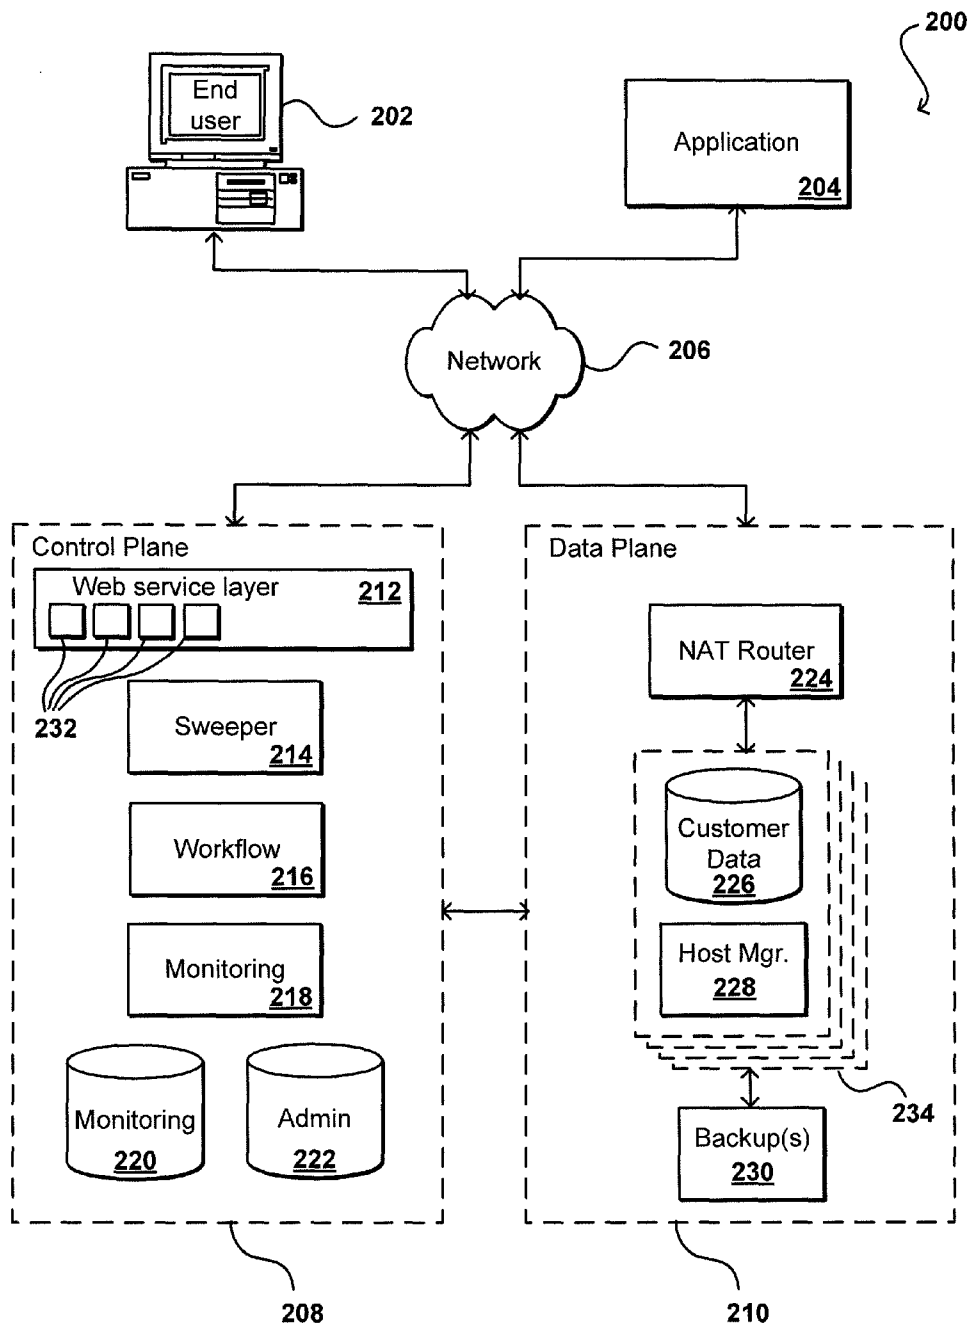 200
End
user
202
Application
204
Network
206
Control Plane
Web service layer
212
232
Sweeper
214
Workflow
216
Monitoring
218
Monitoring
220
Admin
222
208
Data Plane
NAT Router
224
Customer
Data
226
Host Mgr.
228
234
Backup(s)
230
210